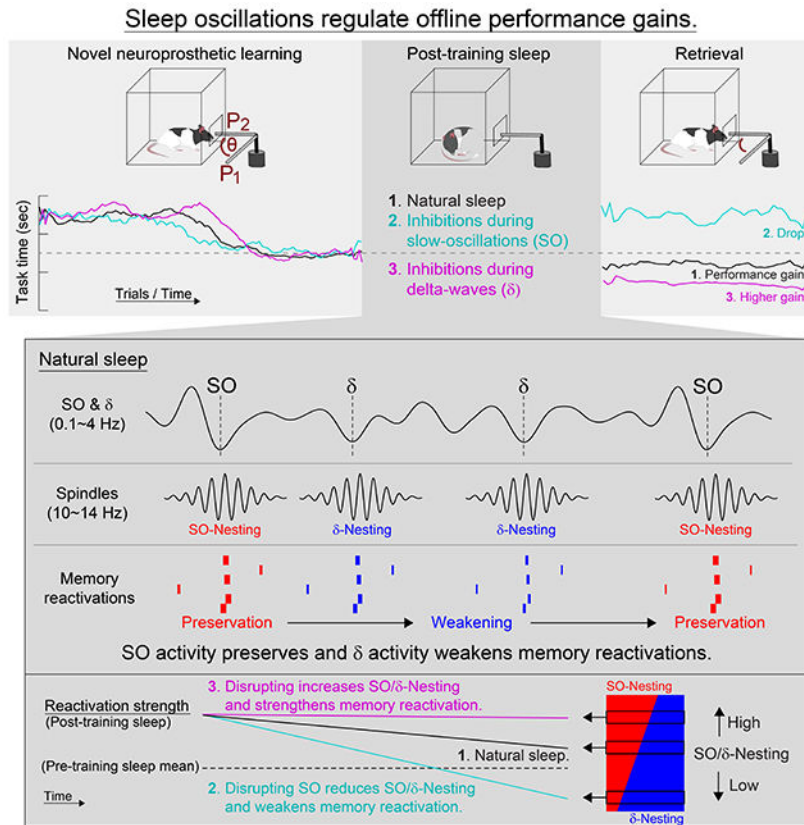 Sleep oscillations regulate offline performance gains.
Novel neuroprosthetic learning
Post-training sleep
Retrieval
P2
θ
P1
Task time (sec)
Trials / Time
1. Natural sleep
2. Inhibitions during
slow-oscillations (SO)
3. Inhibitions during
delta-waves (δ)
2. Drop
1. Performance gain
3. Higher gain
Natural sleep
SO
δ
δ
SO
SO & δ
(0.1~4 Hz)
Spindles
(10~14 Hz)
SO-Nesting
δ-Nesting
δ-Nesting
SO-Nesting
Memory
reactivations
Preservation
Weakening
Preservation
SO activity preserves and δ activity weakens memory reactivations.
Reactivation strength
(Post-training sleep)
3. Disrupting increases SO/δ-Nesting
and strengthens memory reactivation.
1. Natural sleep.
(Pre-training sleep mean)
2. Disrupting SO reduces SO/δ-Nesting
and weakens memory reactivation.
Time
SO-Nesting
High
SO/δ-Nesting
Low
δ-Nesting